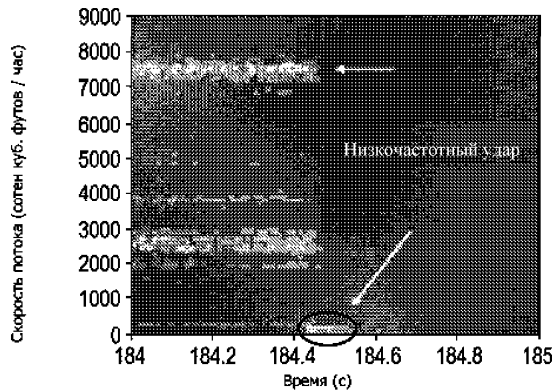 Скорость потока (сотен куб. футов / час)
9000
8000
7000
6000
5000
4000
3000
2000
1000
0
Низкочастотный удар
184 184.2 184.4 184.6 184.8 185
Время (с)